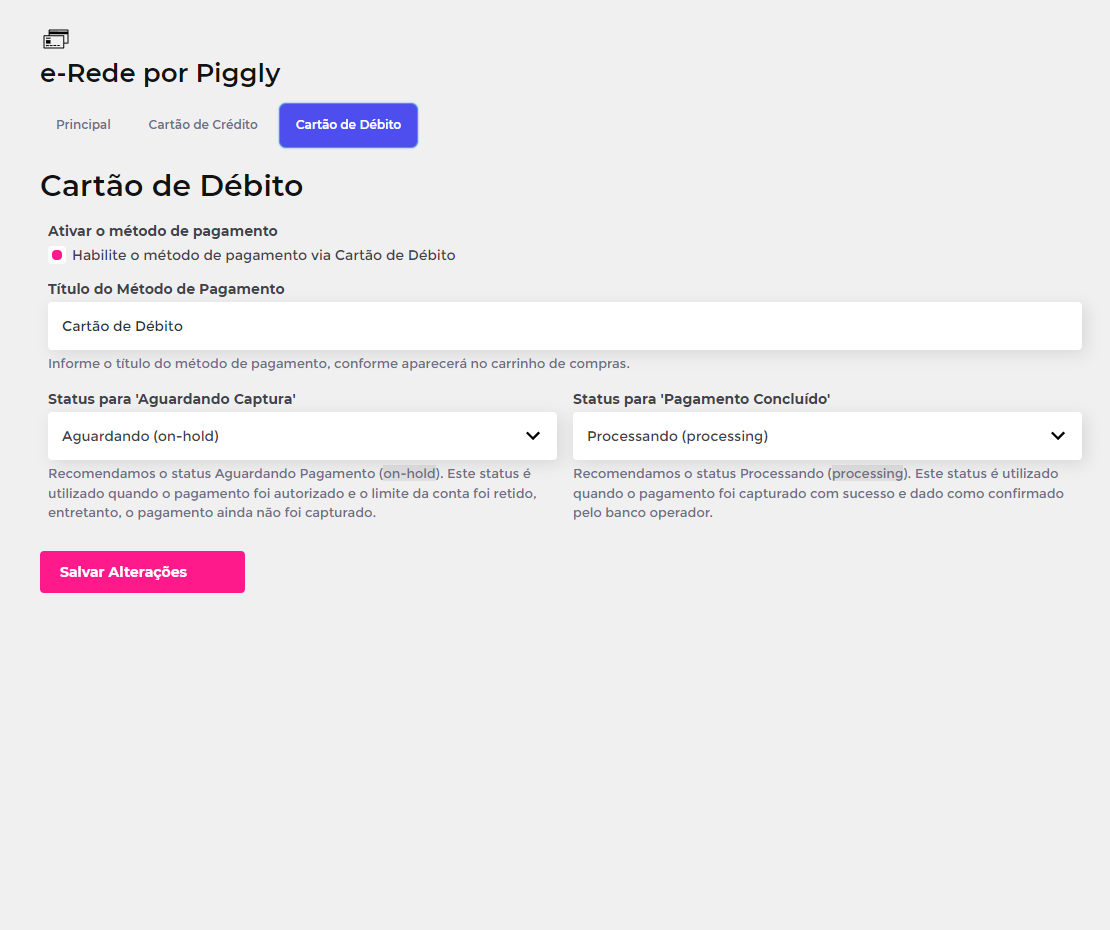 e-Rede por Piggly
Principal
Cartão de Crédito
Cartão de Débito
Cartão de Débito
Ativar o método de pagamento
Habilite o método de pagamento via Cartão de Débito
Título do Método de Pagamento
Cartão de Débito
Informe o título do método de pagamento, conforme aparecerá no carrinho de compras.
Status para 'Aguardando Captura'
Aguardando (on-hold)
Recomendamos o status Aguardando Pagamento (on-hold). Este status é
utilizado quando o pagamento foi autorizado e o limite da conta foi retido,
entretanto, o pagamento ainda não foi capturado.
Status para 'Pagamento Concluído'
Processando (processing)
Recomendamos o status Processando (processing). Este status é utilizado
quando o pagamento foi capturado com sucesso e dado como confirmado
pelo banco operador.
Salvar Alterações